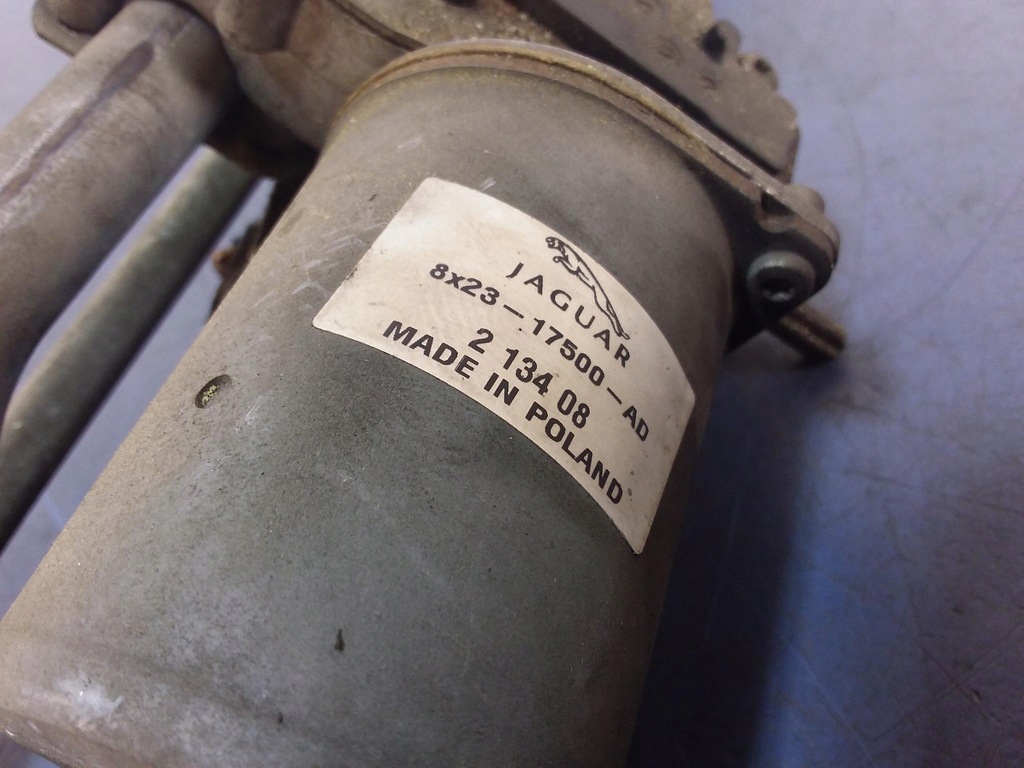 JAGUAR
8x23-17500-AD
2 134 08
MADE IN POLAND